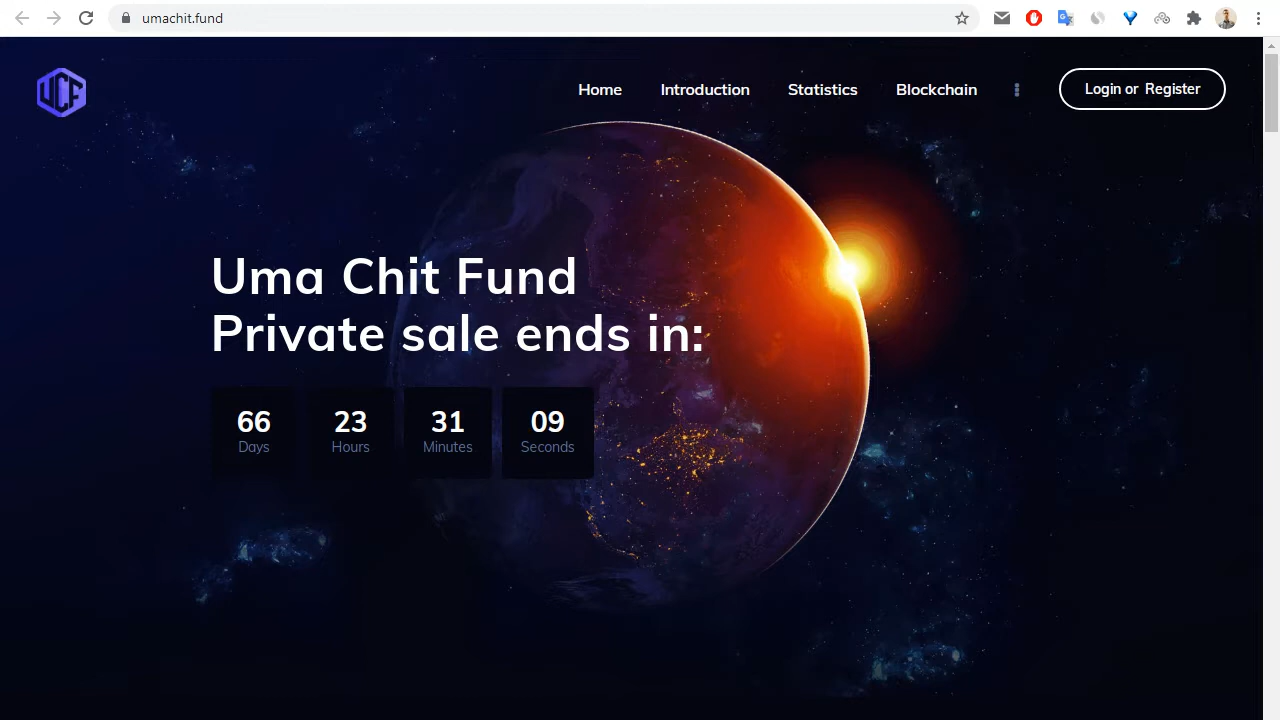 umachit.fund
UCF
Home Introduction Statistics Blockchain Login or Register
Uma Chit Fund
Private sale ends in:
66 23 31 09
Days Hours Minutes Seconds